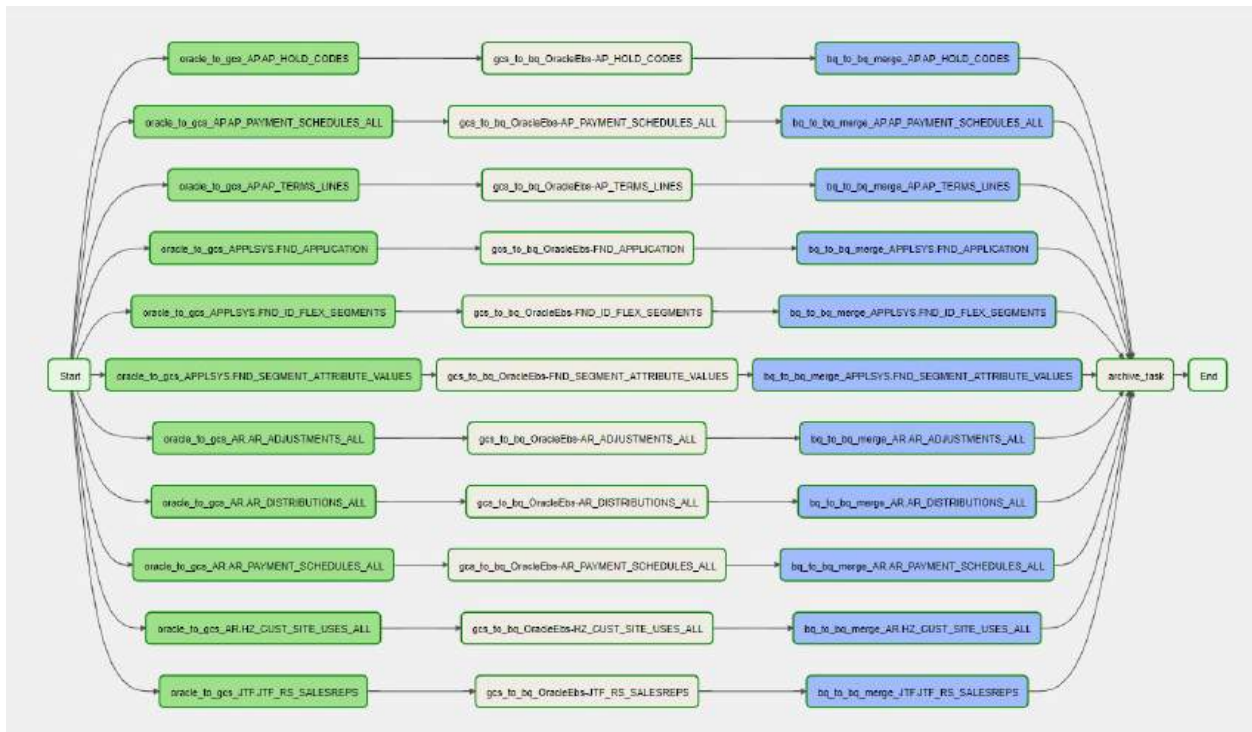 oracle_to_gcs_AP.AP_HOLD_CODES gcs_to_bq_OracleEbs-AP_HOLD_CODES bq_to_bq_merge_AP.AP_HOLD_CODES
oracle_to_gcs_AP.AP_PAYMENT_SCHEDULES_ALL gcs_to_bq_OracleEbs-AP_PAYMENT_SCHEDULES_ALL bq_to_bq_merge_AP.AP_PAYMENT_SCHEDULES_ALL
oracle_to_gcs_AP.AP_TERMS_LINES gcs_to_bq_OracleEbs-AP_TERMS_LINES bq_to_bq_merge_AP.AP_TERMS_LINES
oracle_to_gcs_APPLSYS.FND_APPLICATION gcs_to_bq_OracleEbs-FND_APPLICATION bq_to_bq_merge_APPLSYS.FND_APPLICATION
oracle_to_gcs_APPLSYS.FND_ID_FLEX_SEGMENTS gcs_to_bq_OracleEbs-FND_ID_FLEX_SEGMENTS bq_to_bq_merge_APPLSYS.FND_ID_FLEX_SEGMENTS
Start oracle_to_gcs_APPLSYS.FND_SEGMENT_ATTRIBUTE_VALUES gcs_to_bq_OracleEbs-FND_SEGMENT_ATTRIBUTE_VALUES bq_to_bq_merge_APPLSYS.FND_SEGMENT_ATTRIBUTE_VALUES archive_task End
oracle_to_gcs_AR.AR_ADJUSTMENTS_ALL gcs_to_bq_OracleEbs-AR_ADJUSTMENTS_ALL bq_to_bq_merge_AR.AR_ADJUSTMENTS_ALL
oracle_to_gcs_AR.AR_DISTRIBUTIONS_ALL gcs_to_bq_OracleEbs-AR_DISTRIBUTIONS_ALL bq_to_bq_merge_AR.AR_DISTRIBUTIONS_ALL
oracle_to_gcs_AR.AR_PAYMENT_SCHEDULES_ALL gcs_to_bq_OracleEbs-AR_PAYMENT_SCHEDULES_ALL bq_to_bq_merge_AR.AR_PAYMENT_SCHEDULES_ALL
oracle_to_gcs_AR.HZ_CUST_SITE_USES_ALL gcs_to_bq_OracleEbs-HZ_CUST_SITE_USES_ALL bq_to_bq_merge_AR.HZ_CUST_SITE_USES_ALL
oracle_to_gcs_JTF.JTF_RS_SALESREPS gcs_to_bq_OracleEbs-JTF_RS_SALESREPS bq_to_bq_merge_JTF.JTF_RS_SALESREPS